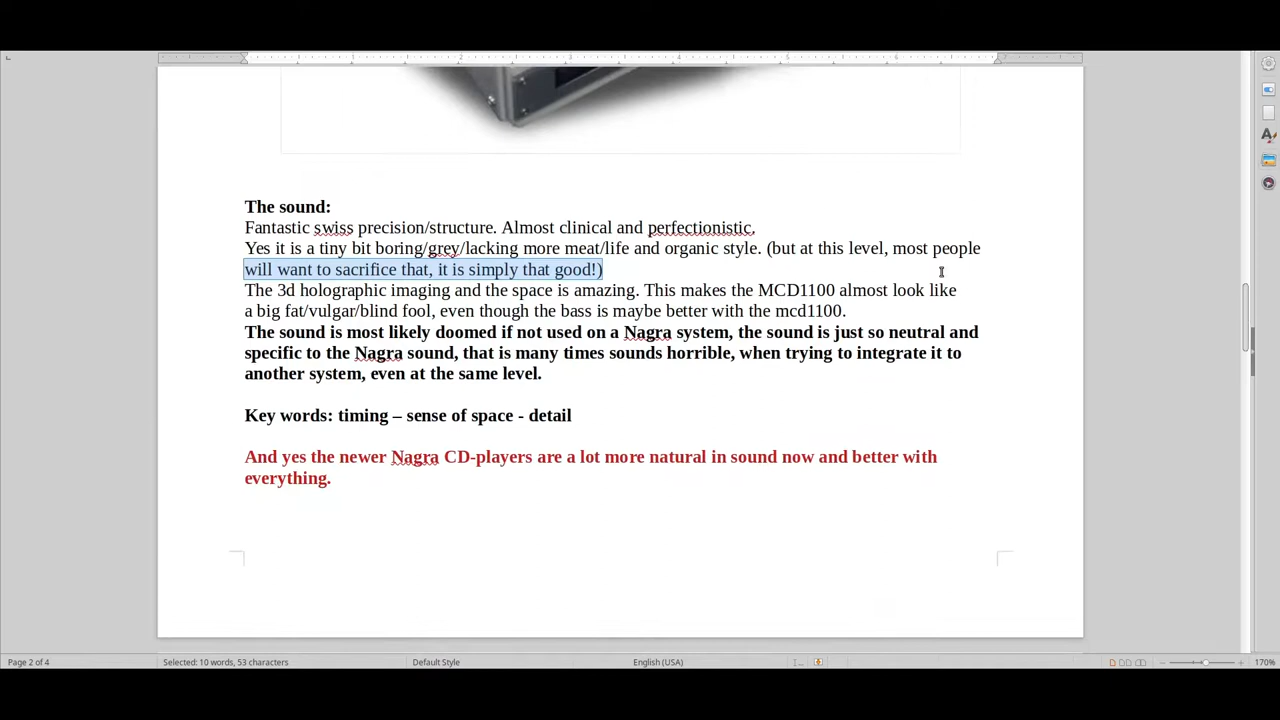 The sound:
Fantastic swiss precision/structure. Almost clinical and perfectionistic.
Yes it is a tiny bit boring/grey/lacking more meat/life and organic style. (but at this level, most people
will want to sacrifice that, it is simply that good!)
The 3d holographic imaging and the space is amazing. This makes the MCD1100 almost look like
a big fat/vulgar/blind fool, even though the bass is maybe better with the mcd1100.
The sound is most likely doomed if not used on a Nagra system, the sound is just so neutral and
specific to the Nagra sound, that is many times sounds horrible, when trying to integrate it to
another system, even at the same level.
Key words: timing – sense of space - detail
And yes the newer Nagra CD-players are a lot more natural in sound now and better with
everything.
Page 2 of 4
Selected: 10 words, 53 characters
Default Style
English (USA)
170%